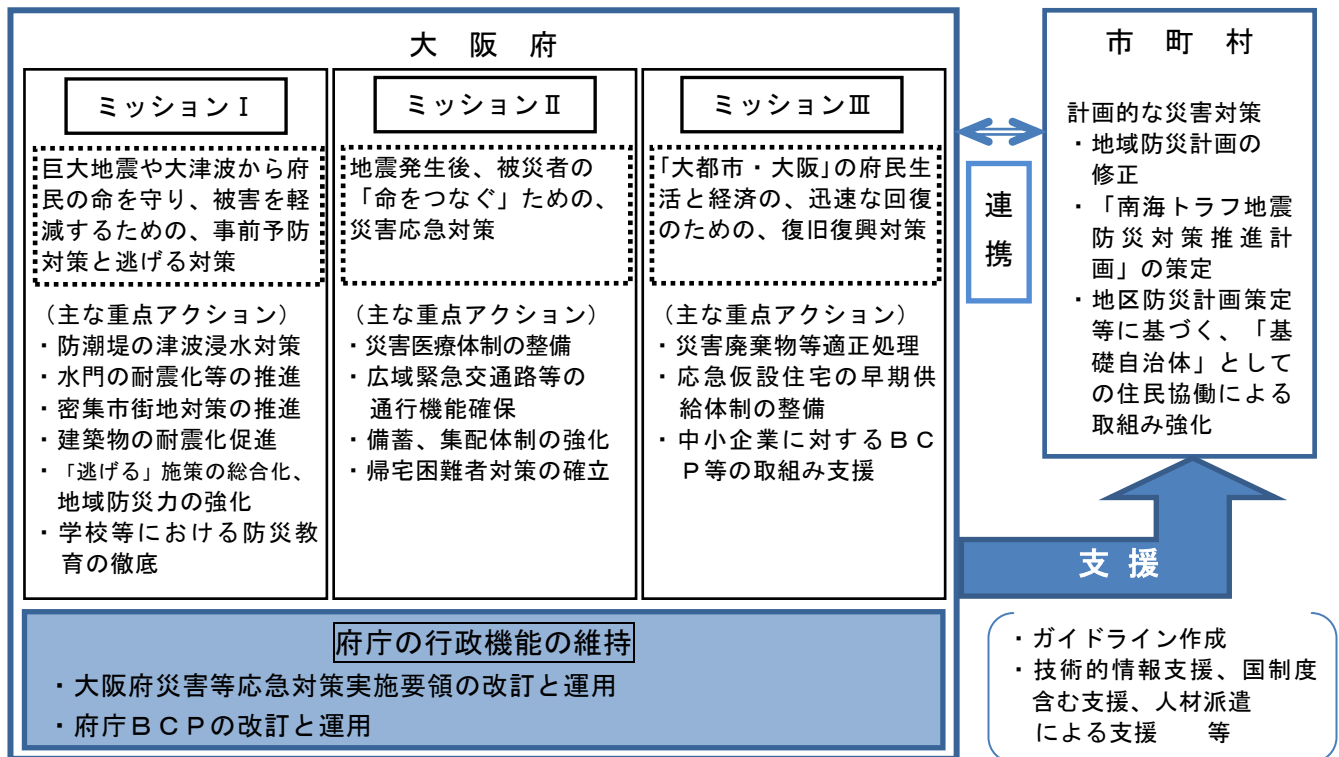 大阪府
ミッションⅠ
巨大地震や大津波から府
民の命を守り、被害を軽
減するための、事前予防
対策と逃げる対策
（主な重点アクション）
・防潮堤の津波浸水対策
・水門の耐震化等の推進
・密集市街地対策の推進
・建築物の耐震化促進
・「逃げる」施策の総合化、
地域防災力の強化
・学校等における防災教
育の徹底
ミッションⅡ
地震発生後、被災者の
「命をつなぐ」ための、
災害応急対策
（主な重点アクション）
・災害医療体制の整備
・広域緊急交通路等の
通行機能確保
・備蓄、集配体制の強化
・帰宅困難者対策の確立
ミッションⅢ
「大都市・大阪」の府民生
活と経済の、迅速な回復
のための、復旧復興対策
（主な重点アクション）
・災害廃棄物等適正処理
・応急仮設住宅の早期供
給体制の整備
・中小企業に対するＢＣ
Ｐ等の取組み支援
府庁の行政機能の維持
・大阪府災害等応急対策実施要領の改訂と運用
・府庁ＢＣＰの改訂と運用
連
携
市町村
計画的な災害対策
・地域防災計画の
修正
・「南海トラフ地震
防災対策推進計
画」の策定
・地区防災計画策定
等に基づく、「基
礎自治体」として
の住民協働による
取組み強化
支援
・ガイドライン作成
・技術的情報支援、国制度
含む支援、人材派遣
による支援　等